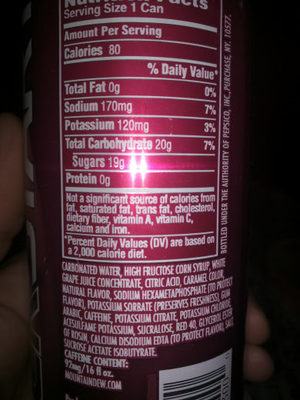 Nutrition Facts
Serving Size 1 Can
Amount Per Serving
Calories 80
% Daily Value*
Total Fat 0g 0%
Sodium 170mg 7%
Potassium 120mg 3%
Total Carbohydrate 20g 7%
Sugars 19g
Protein 0g
Not a significant source of calories from
fat, saturated fat, trans fat, cholesterol,
dietary fiber, vitamin A, vitamin C,
calcium and iron.
*Percent Daily Values (DV) are based on
a 2,000 calorie diet.
CARBONATED WATER, HIGH FRUCTOSE CORN SYRUP, WHITE
GRAPE JUICE CONCENTRATE, CITRIC ACID, CARAMEL COLOR,
NATURAL FLAVOR, SODIUM HEXAMETAPHOSPHATE (TO PROTECT
FLAVOR), POTASSIUM SORBATE (PRESERVES FRESHNESS), GUM
ARABIC, CAFFEINE, POTASSIUM CITRATE, POTASSIUM CHLORIDE,
ACESULFAME POTASSIUM, SUCRALOSE, RED 40, GLYCEROL ESTER
OF ROSIN, CALCIUM DISODIUM EDTA (TO PROTECT FLAVOR), SALT,
SUCROSE ACETATE ISOBUTYRATE.
CAFFEINE CONTENT:
92mg/16 fl oz.
MOUNTAINDEW.COM
BOTTLED UNDER THE AUTHORITY OF PEPSICO, INC., PURCHASE, NY, 10577.